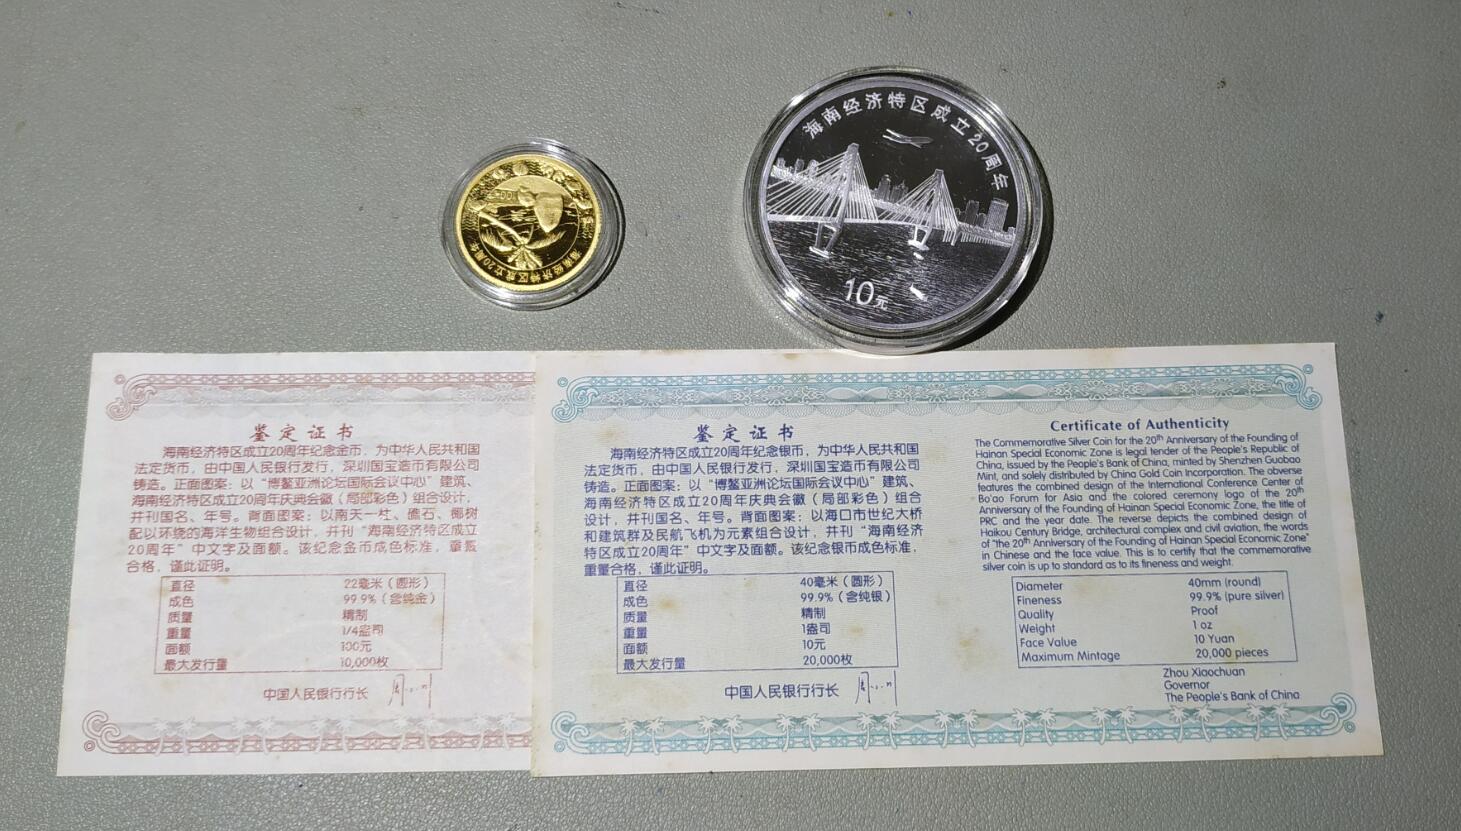 海南经济特区成立20周年
10元
100
海南经济特区成立20周年
鉴定证书
海南经济特区成立20周年纪念金币，为中华人民共和国
法定货币，由中国人民银行发行，深圳国宝造币有限公司
铸造。正面图案：以“博鳌亚洲论坛国际会议中心”建筑、
海南经济特区成立20周年庆典会徽（局部彩色）组合设计，
并刊国名、年号。背面图案：以南天一柱、礁石、椰树
配以环绕的海洋生物组合设计，并刊“海南经济特区成立
20周年”中文字及面额。该纪念金币成色标准，重量
合格，谨此证明。
直径 22毫米（圆形）
成色 99.9%（含纯金）
质量 精制
重量 1/4盎司
面额 100元
最大发行量 10,000枚
中国人民银行行长
鉴定证书
海南经济特区成立20周年纪念银币，为中华人民共和国
法定货币，由中国人民银行发行，深圳国宝造币有限公司
铸造。正面图案：以“博鳌亚洲论坛国际会议中心”建筑、
海南经济特区成立20周年庆典会徽（局部彩色）组合
设计，并刊国名、年号。背面图案：以海口市世纪大桥
和建筑群及民航飞机为元素组合设计，并刊“海南经济
特区成立20周年”中文字及面额。该纪念银币成色标准，
重量合格，谨此证明。
直径 40毫米（圆形）
成色 99.9%（含纯银）
质量 精制
重量 1盎司
面额 10元
最大发行量 20,000枚
中国人民银行行长
Certificate of Authenticity
The Commemorative Silver Coin for the 20th Anniversary of the Founding of
Hainan Special Economic Zone is legal tender of the People's Republic of
China, issued by the People's Bank of China, minted by Shenzhen Guobao
Mint, and solely distributed by China Gold Coin Incorporation. The obverse
features the combined design of the International Conference Center of
Bo'ao Forum for Asia and the colored ceremony logo of the 20th
Anniversary of the Founding of Hainan Special Economic Zone, the title of
PRC and the year date. The reverse depicts the combined design of
Haikou Century Bridge, architectural complex and civil aviation, the words
of "the 20th Anniversary of the Founding of Hainan Special Economic Zone"
in Chinese and the face value. This is to certify that the commemorative
silver coin is up to standard as to its fineness and weight.
Diameter 40mm (round)
Fineness 99.9% (pure silver)
Quality Proof
Weight 1 oz
Face Value 10 Yuan
Maximum Mintage 20,000 pieces
Zhou Xiaochuan
Governor
The People's Bank of China